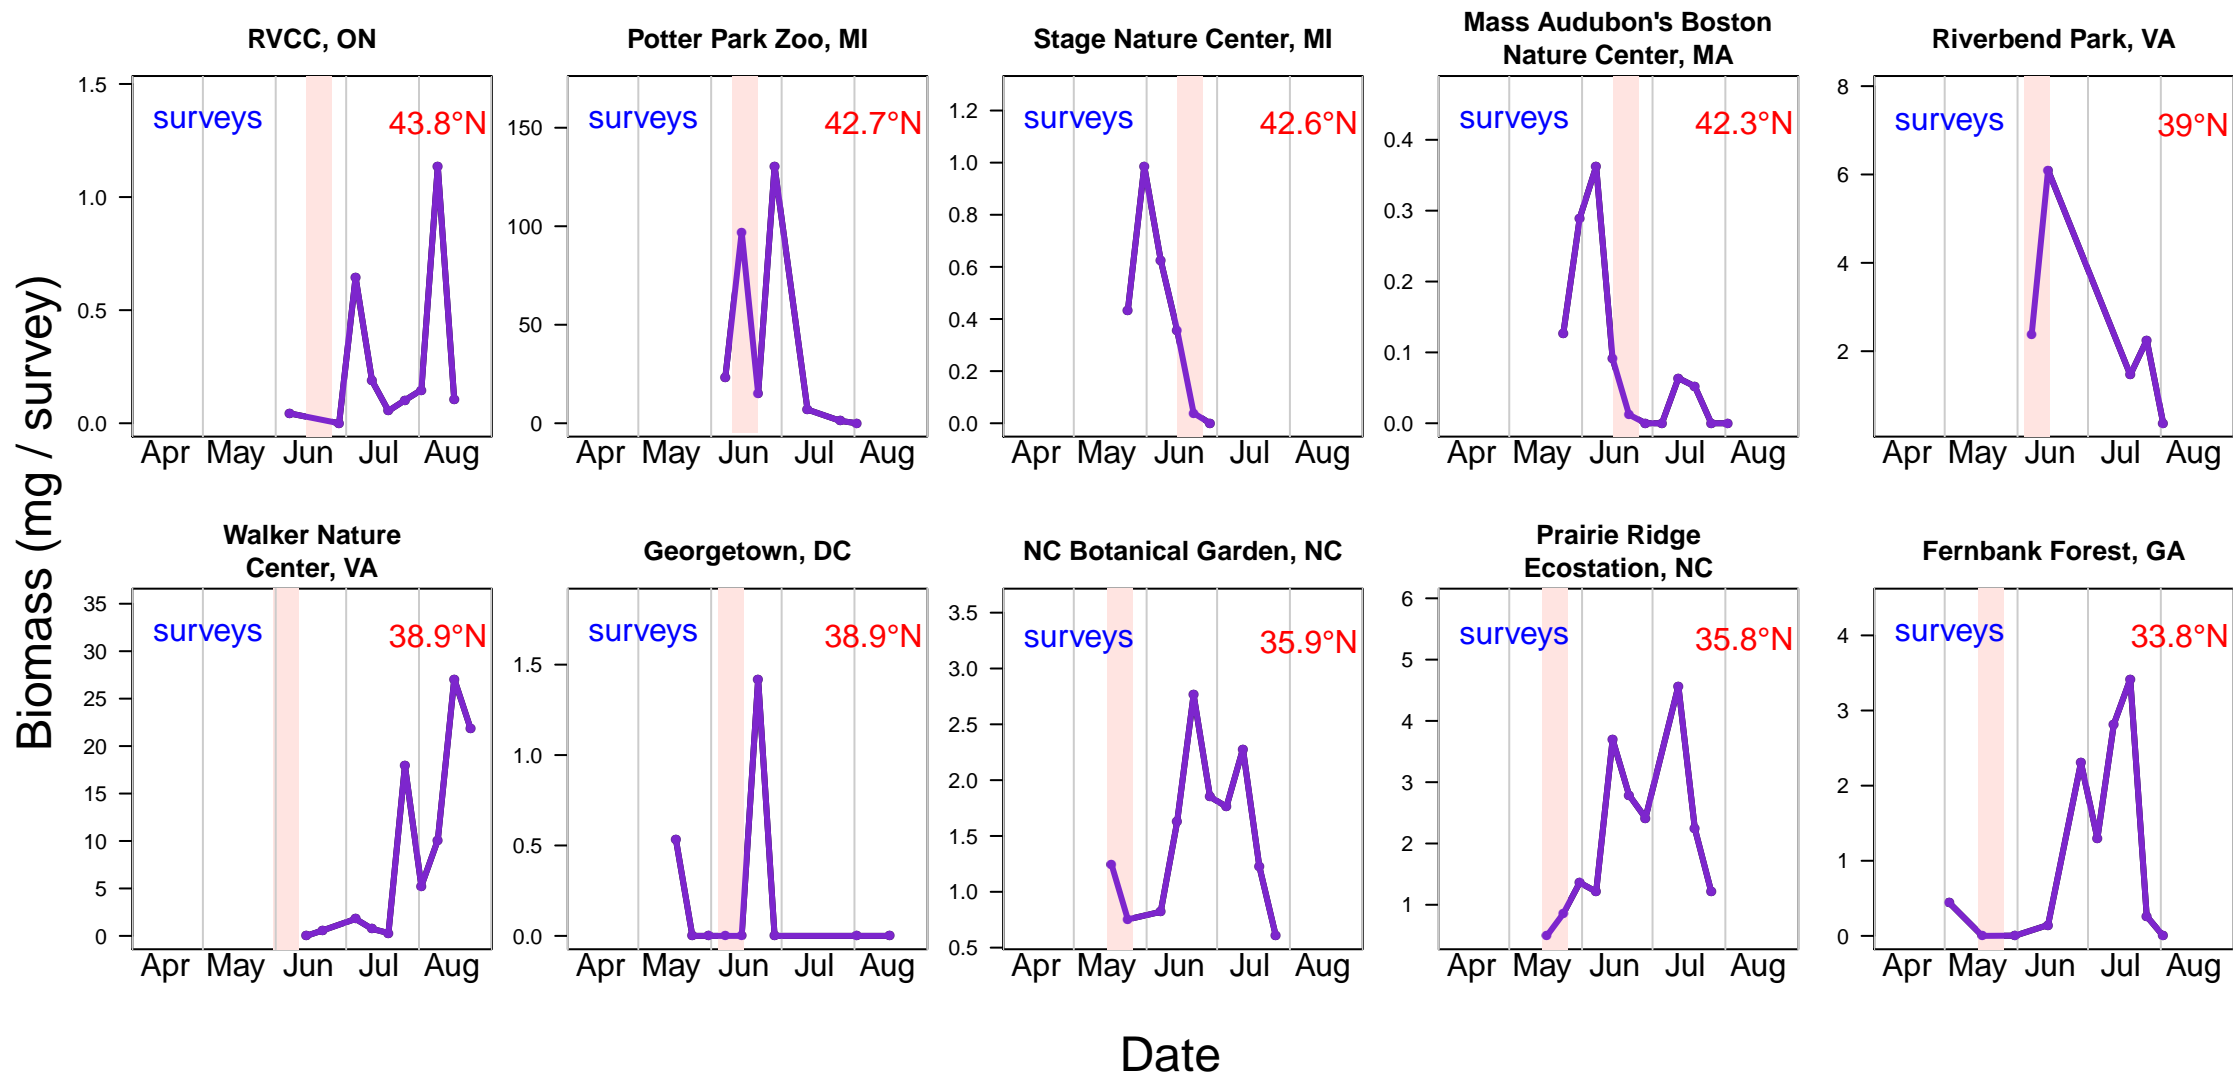 RVCC, ON
Potter Park Zoo, MI
Stage Nature Center, MI
Mass Audubon's Boston
Nature Center, MA
Riverbend Park, VA
surveys
43.8°N
1.5
1.0
0.5
0.0
Apr May Jun Jul Aug
surveys
42.7°N
150
100
50
0
Apr May Jun Jul Aug
surveys
42.6°N
1.2
1.0
0.8
0.6
0.4
0.2
0.0
Apr May Jun Jul Aug
surveys
42.3°N
0.4
0.3
0.2
0.1
0.0
Apr May Jun Jul Aug
surveys
39°N
8
6
4
2
Apr May Jun Jul Aug
Biomass (mg / survey)
Walker Nature
Center, VA
Georgetown, DC
NC Botanical Garden, NC
Prairie Ridge
Ecostation, NC
Fernbank Forest, GA
surveys
38.9°N
35
30
25
20
15
10
5
0
Apr May Jun Jul Aug
surveys
38.9°N
1.5
1.0
0.5
0.0
Apr May Jun Jul Aug
surveys
35.9°N
3.5
3.0
2.5
2.0
1.5
1.0
0.5
Apr May Jun Jul Aug
surveys
35.8°N
6
5
4
3
2
1
Apr May Jun Jul Aug
surveys
33.8°N
4
3
2
1
0
Apr May Jun Jul Aug
Date